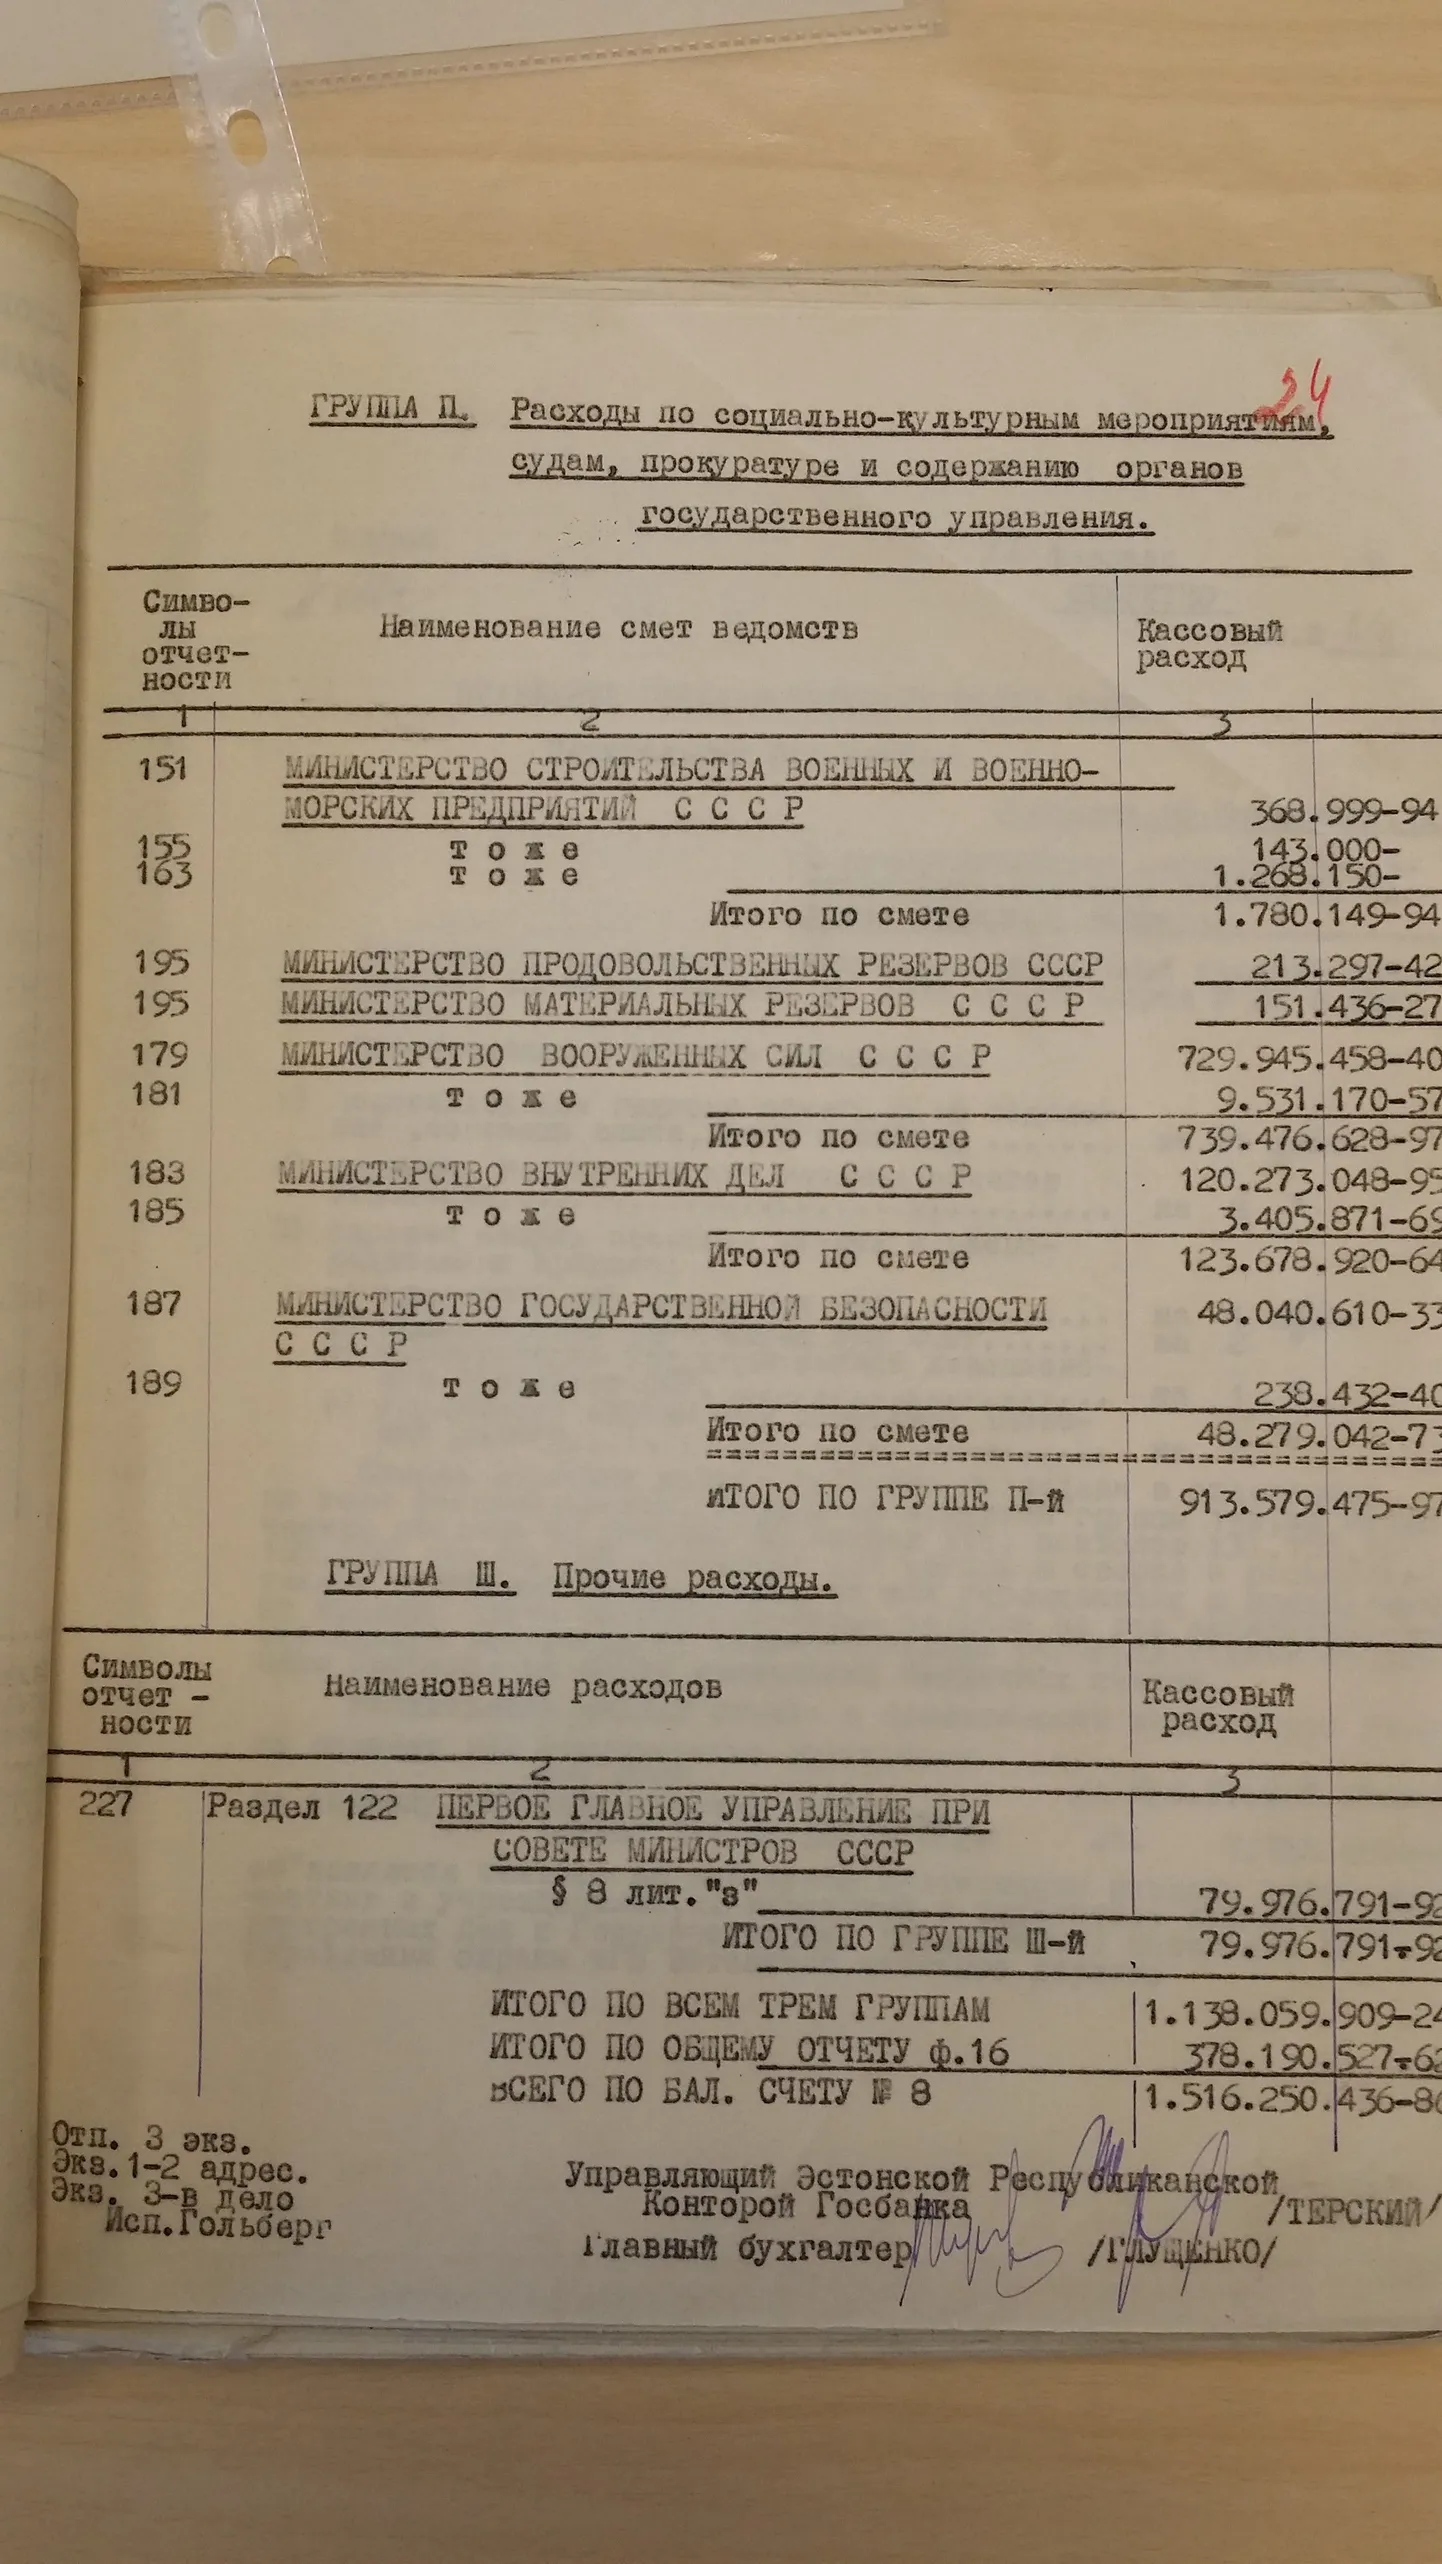 24
ГРУППА П. Расходы по социально-культурным мероприятиям,
судам, прокуратуре и содержанию органов
государственного управления.
Симво-
лы
отчет-
ности
Наименование смет ведомств
Кассовый
расход
1 2 3
151 МИНИСТЕРСТВО СТРОИТЕЛЬСТВА ВОЕННЫХ И ВОЕННО-
МОРСКИХ ПРЕДПРИЯТИЙ С С С Р 368.999-94
155 т о ж е 143.000-
163 т о ж е 1.268.150-
Итого по смете 1.780.149-94
195 МИНИСТЕРСТВО ПРОДОВОЛЬСТВЕННЫХ РЕЗЕРВОВ СССР 213.297-42
195 МИНИСТЕРСТВО МАТЕРИАЛЬНЫХ РЕЗЕРВОВ С С С Р 151.436-27
179 МИНИСТЕРСТВО ВООРУЖЕННЫХ СИЛ С С С Р 729.945.458-40
181 т о ж е 9.531.170-57
Итого по смете 739.476.628-97
183 МИНИСТЕРСТВО ВНУТРЕННИХ ДЕЛ С С С Р 120.273.048-95
185 т о ж е 3.405.871-69
Итого по смете 123.678.920-64
187 МИНИСТЕРСТВО ГОСУДАРСТВЕННОЙ БЕЗОПАСНОСТИ 48.040.610-33
С С С Р
189 т о ж е 238.432-40
Итого по смете 48.279.042-73
ИТОГО ПО ГРУППЕ П-й 913.579.475-97
ГРУППА Ш. Прочие расходы.
Символы
отчет -
ности
Наименование расходов
Кассовый
расход
1 2 3
227 Раздел 122 ПЕРВОЕ ГЛАВНОЕ УПРАВЛЕНИЕ ПРИ
СОВЕТЕ МИНИСТРОВ СССР
§ 8 лит."з" 79.976.791-92
ИТОГО ПО ГРУППЕ Ш-й 79.976.791-92
ИТОГО ПО ВСЕМ ТРЕМ ГРУППАМ 1.138.059.909-24
ИТОГО ПО ОБЩЕМУ ОТЧЕТУ ф.16 378.190.527-62
ВСЕГО ПО БАЛ. СЧЕТУ № 8 1.516.250.436-86
Отп. 3 экз.
Экз.1-2 адрес.
Экз. 3-в дело
Исп.Гольберг
Управляющий Эстонской Республиканской
Конторой Госбанка /ТЕРСКИЙ/
Главный бухгалтер /ГЛУЩЕНКО/